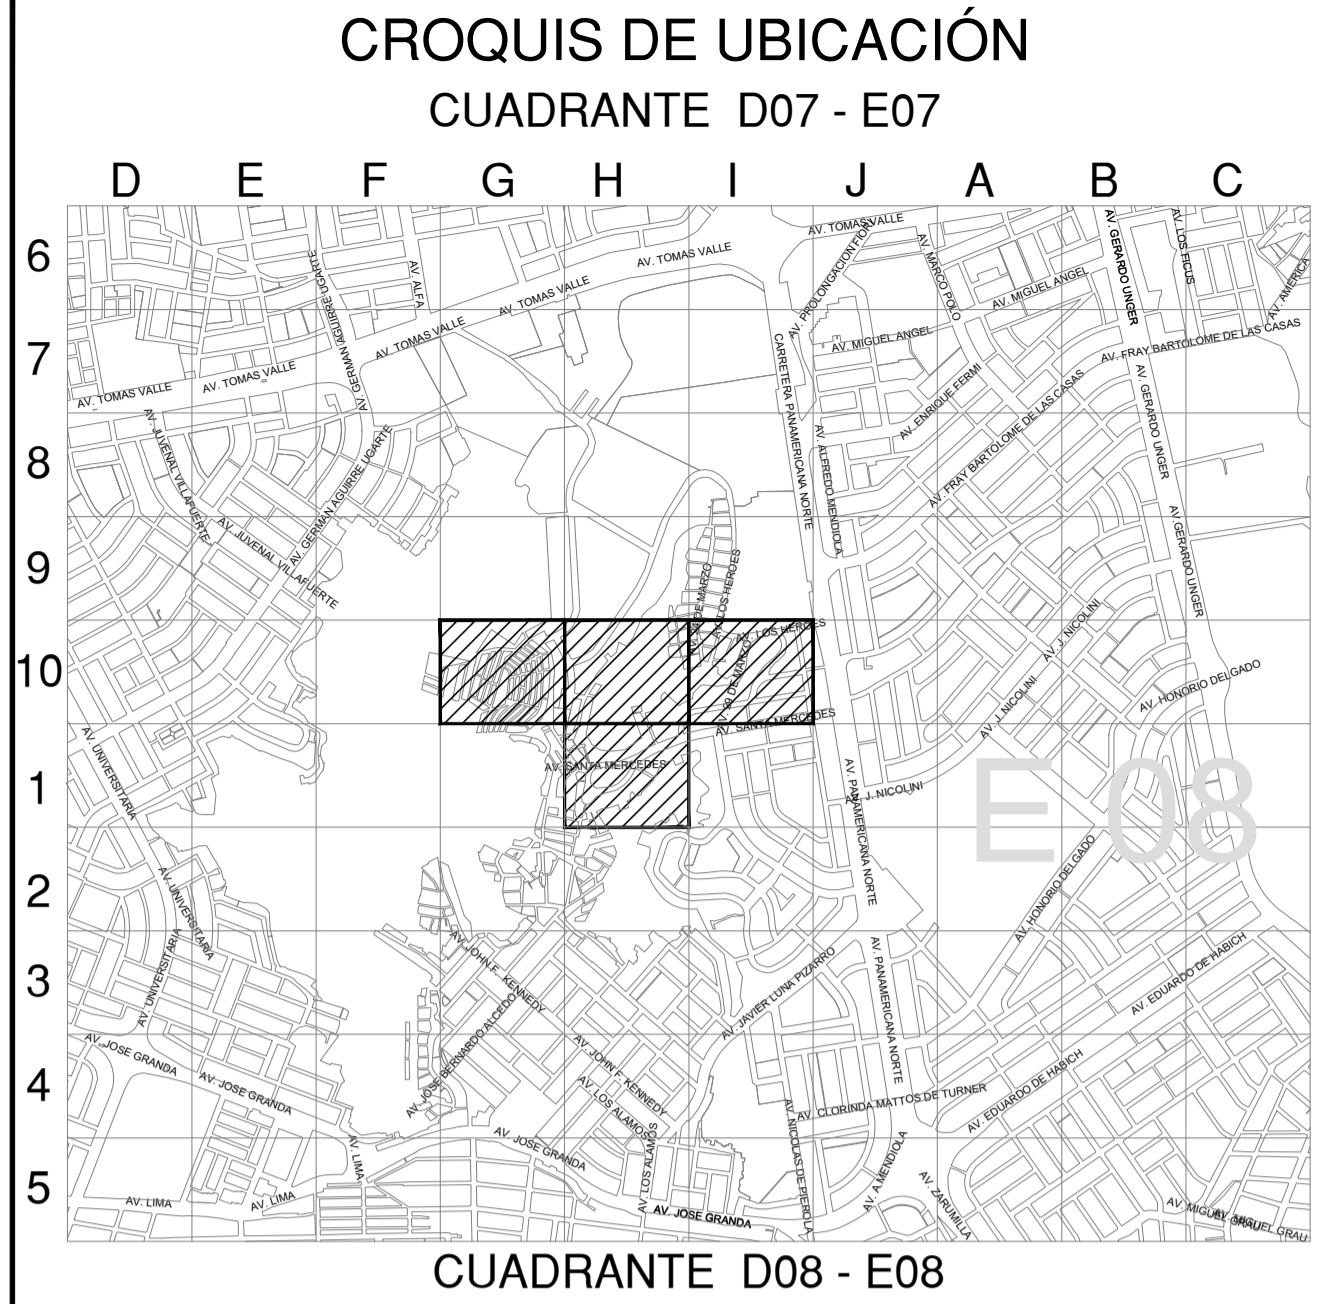 CROQUIS DE UBICACIÓN
CUADRANTE D07 - E07
D E F G H I J A B C
6
AV. TOMAS VALLE
AV. TOMAS VALLE
AV. TOMAS VALLE
AV. TOMAS VALLE
AV. TOMAS VALLE
AV. TOMAS VALLE
AV. GERMAN AGUIRRE UGARTE
AV. ALFA
AV. PROLONGACION FIORI
AV. MARCO POLO
AV. MIGUEL ANGEL
AV. GERARDO UNGER
AV. LOS FICUS
AV. AMERICA
7
AV. MIGUEL ANGEL
AV. FRAY BARTOLOME DE LAS CASAS
CARRETERA PANAMERICANA NORTE
AV. ENRIQUE FERMI
AV. GERARDO UNGER
8
AV. JUVENAL VILLAFUERTE
AV. GERMAN AGUIRRE UGARTE
AV. ALFREDO MENDIOLA
AV. FRAY BARTOLOME DE LAS CASAS
9
AV. JUVENAL VILLAFUERTE
DE MARZO
AV. LOS HEROES
AV. GERARDO UNGER
10
AV. LOS HEROES
DE MARZO
AV. J. NICOLINI
AV. J. NICOLINI
AV. HONORIO DELGADO
AV. SANTA MERCEDES
1
AV. UNIVERSITARIA
AV. SANTA MERCEDES
AV. J. NICOLINI
AV. PANAMERICANA NORTE
E 08
2
AV. UNIVERSITARIA
AV. HONORIO DELGADO
3
AV. UNIVERSITARIA
AV. JOHN F. KENNEDY
AV. JAVIER LUNA PIZARRO
AV. PANAMERICANA NORTE
AV. EDUARDO DE HABICH
4
AV. JOSE GRANDA
AV. JOSE GRANDA
AV. JOSE BERNARDO ALCEDO
AV. JOHN F. KENNEDY
AV. LOS ALAMOS
AV. CLORINDA MATTOS DE TURNER
AV. EDUARDO DE HABICH
5
AV. LIMA
AV. LIMA
AV. LIMA
AV. JOSE GRANDA
AV. LOS ALAMOS
AV. JOSE GRANDA
AV. NICOLAS DE PIEROLA
AV. A.MENDIOLA
AV. ZARUMILLA
AV. MIGUEL GRAU
AV. MIGUEL GRAU
CUADRANTE D08 - E08